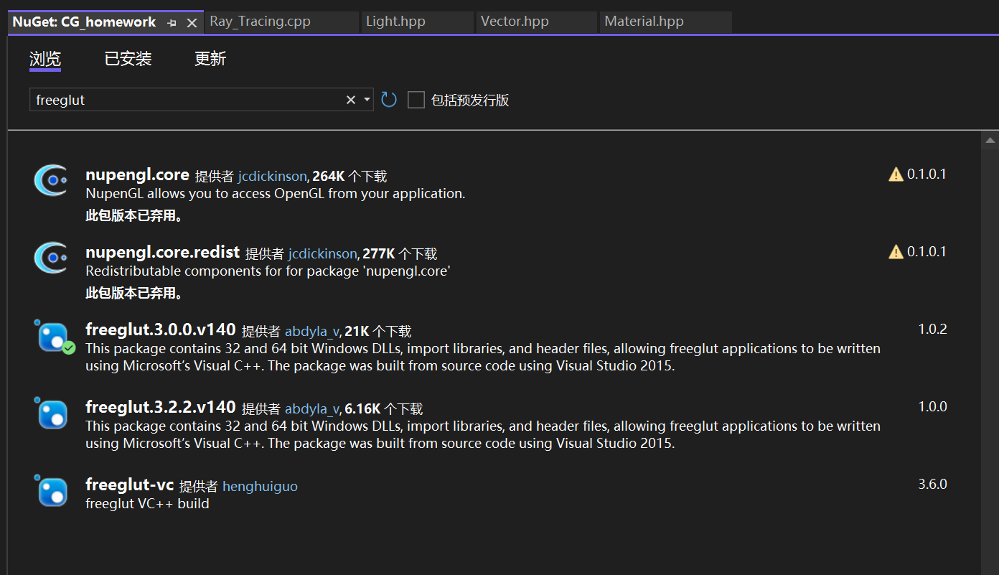 NuGet: CG_homework Ray_Tracing.cpp Light.hpp Vector.hpp Material.hpp
浏览 已安装 更新
freeglut 包括预发行版
nupengl.core 提供者 jcdickinson, 264K 个下载 0.1.0.1
NupenGL allows you to access OpenGL from your application.
此包版本已弃用。
nupengl.core.redist 提供者 jcdickinson, 277K 个下载 0.1.0.1
Redistributable components for for package 'nupengl.core'
此包版本已弃用。
freeglut.3.0.0.v140 提供者 abdyla_v, 21K 个下载 1.0.2
This package contains 32 and 64 bit Windows DLLs, import libraries, and header files, allowing freeglut applications to be written
using Microsoft’s Visual C++. The package was built from source code using Visual Studio 2015.
freeglut.3.2.2.v140 提供者 abdyla_v, 6.16K 个下载 1.0.0
This package contains 32 and 64 bit Windows DLLs, import libraries, and header files, allowing freeglut applications to be written
using Microsoft’s Visual C++. The package was built from source code using Visual Studio 2015.
freeglut-vc 提供者 henghuiguo 3.6.0
freeglut VC++ build